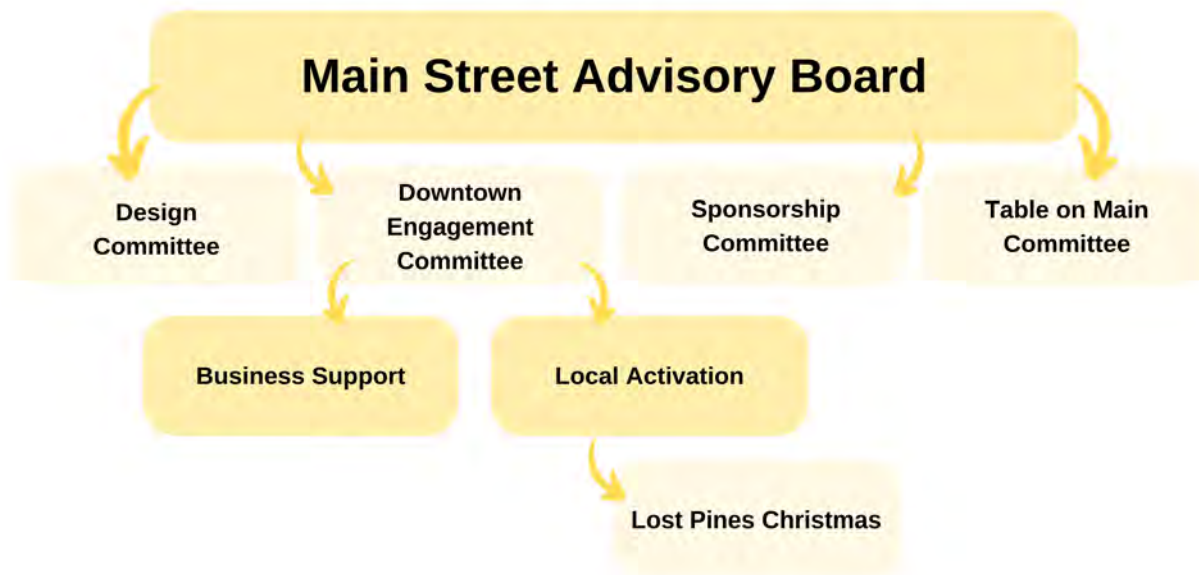 Main Street Advisory Board
Design
Committee
Downtown
Engagement
Committee
Sponsorship
Committee
Table on Main
Committee
Business Support
Local Activation
Lost Pines Christmas